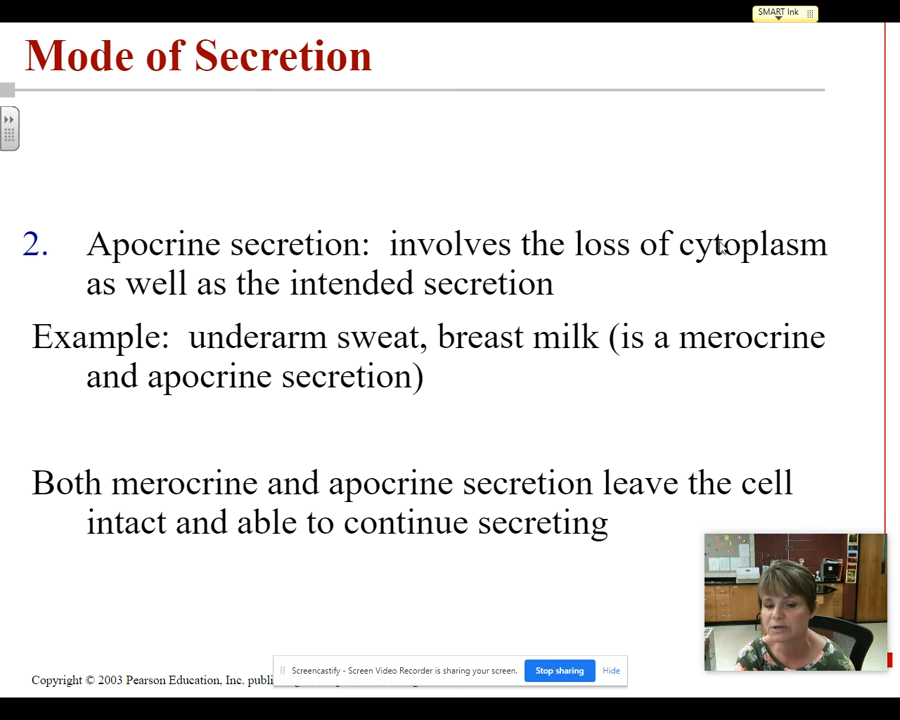 SMART Ink
Mode of Secretion
2. Apocrine secretion: involves the loss of cytoplasm
as well as the intended secretion
Example: underarm sweat, breast milk (is a merocrine
and apocrine secretion)
Both merocrine and apocrine secretion leave the cell
intact and able to continue secreting
Screencastify - Screen Video Recorder is sharing your screen. Stop sharing Hide
Copyright © 2003 Pearson Education, Inc.